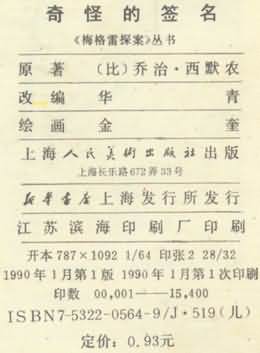 奇怪的签名
《梅格雷探案》丛书
原著 （比）乔治·西默农
改编 华青
绘画 金奎
上海人民美术出版社出版
上海长乐路672弄33号
新华书店上海发行所发行
江苏滨海印刷厂印刷
开本787×1092 1/64 印张2 28/32
1990年1月第1版 1990年1月第1次印刷
印数 00,001——15,400
ISBN7-5322-0564-9/J·519(儿)
定价：0.93元